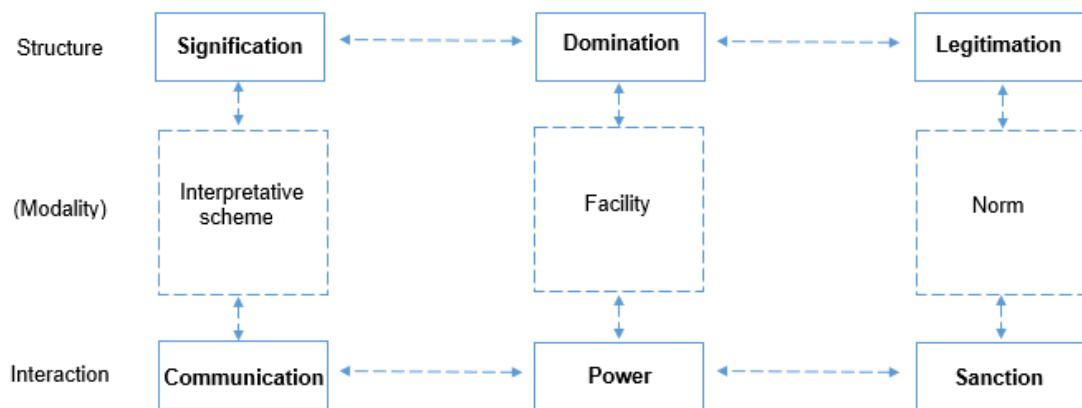 Structure
Signification
Domination
Legitimation
(Modality)
Interpretative
scheme
Facility
Norm
Interaction
Communication
Power
Sanction